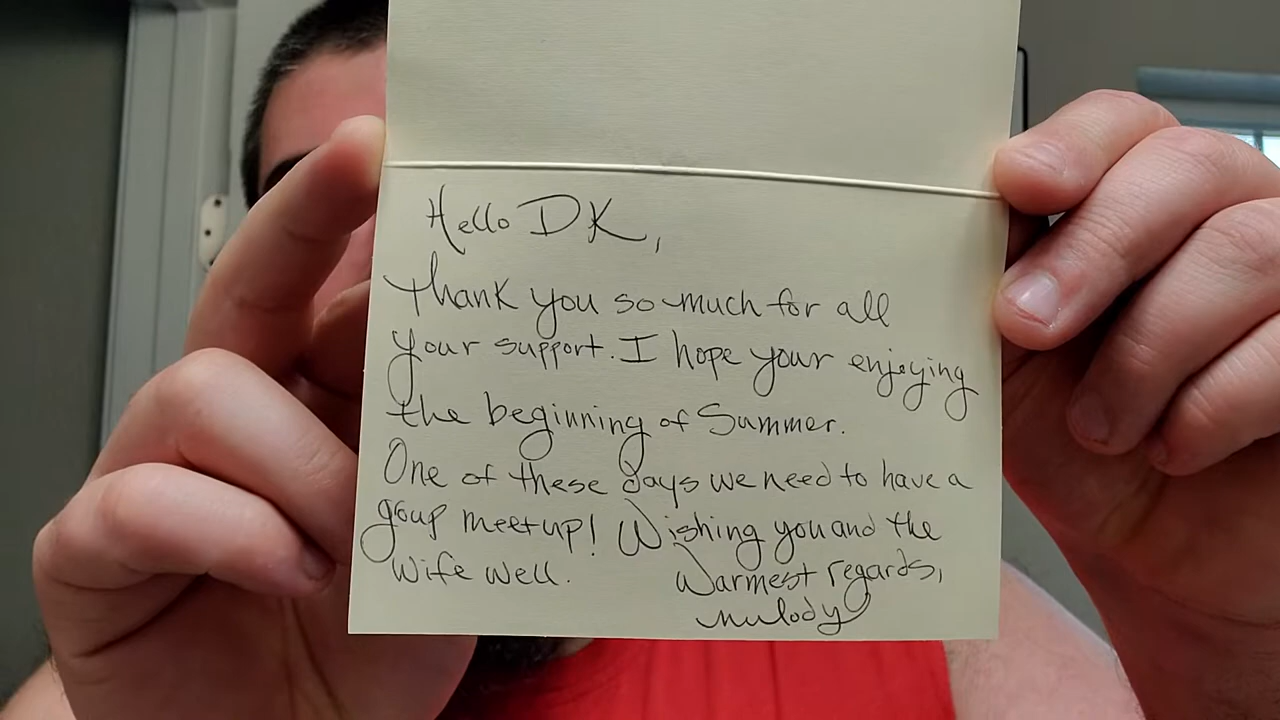 Hello DK,
Thank you so much for all
your support. I hope your enjoying
the beginning of Summer.
One of these days we need to have a
group meetup! Wishing you and the
Wife well.
Warmest regards,
Melody